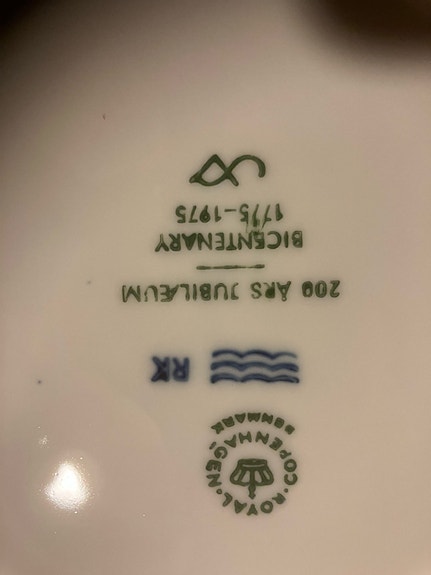 ROYAL·COPENHAGEN·
DENMARK
RK
200 ÅRS JUBILÆUM
BICENTENARY
1775-1975